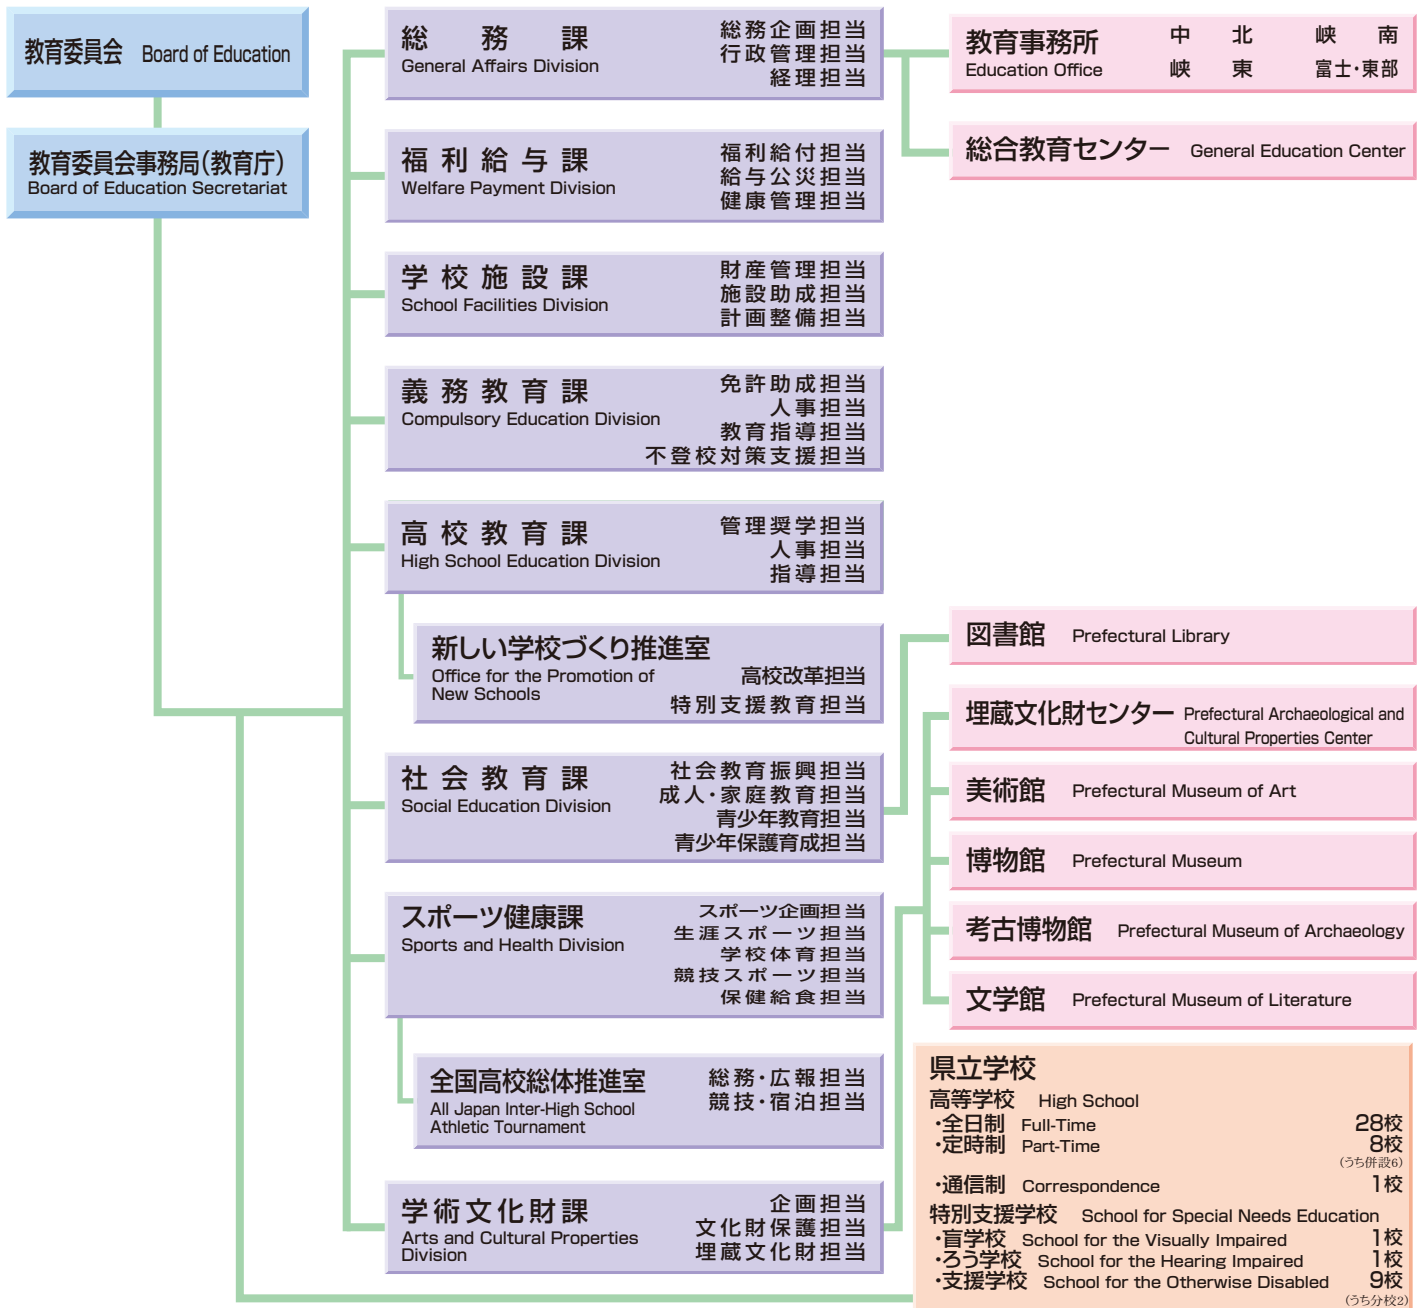 教育委員会 Board of Education
教育委員会事務局（教育庁）
Board of Education Secretariat
総務課
General Affairs Division
総務企画担当
行政管理担当
経理担当
教育事務所
Education Office
中北 峡南
峡東 富士・東部
総合教育センター General Education Center
福利給与課
Welfare Payment Division
福利給付担当
給与公災担当
健康管理担当
学校施設課
School Facilities Division
財産管理担当
施設助成担当
計画整備担当
義務教育課
Compulsory Education Division
免許助成担当
人事担当
教育指導担当
不登校対策支援担当
高校教育課
High School Education Division
管理奨学担当
人事担当
指導担当
新しい学校づくり推進室
Office for the Promotion of
New Schools
高校改革担当
特別支援教育担当
社会教育課
Social Education Division
社会教育振興担当
成人・家庭教育担当
青少年教育担当
青少年保護育成担当
図書館 Prefectural Library
スポーツ健康課
Sports and Health Division
スポーツ企画担当
生涯スポーツ担当
学校体育担当
競技スポーツ担当
保健給食担当
全国高校総体推進室
All Japan Inter-High School
Athletic Tournament
総務・広報担当
競技・宿泊担当
学術文化財課
Arts and Cultural Properties
Division
企画担当
文化財保護担当
埋蔵文化財担当
埋蔵文化財センター Prefectural Archaeological and
Cultural Properties Center
美術館 Prefectural Museum of Art
博物館 Prefectural Museum
考古博物館 Prefectural Museum of Archaeology
文学館 Prefectural Museum of Literature
県立学校
高等学校 High School
・全日制 Full-Time 28校
・定時制 Part-Time 8校
（うち併設6）
・通信制 Correspondence 1校
特別支援学校 School for Special Needs Education
・盲学校 School for the Visually Impaired 1校
・ろう学校 School for the Hearing Impaired 1校
・支援学校 School for the Otherwise Disabled 9校
（うち分校2）